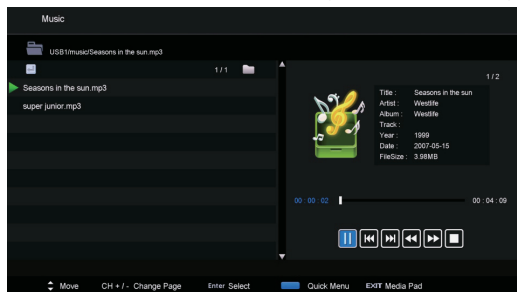 Music
USB1/music/Seasons in the sun.mp3
1/1
Seasons in the sun.mp3
super junior.mp3
1/2
Title : Seasons in the sun
Artist : Westlife
Album : Westlife
Track :
Year : 1999
Date : 2007-05-15
FileSize : 3.98MB
00 : 00 : 02
00 : 04 : 09
Move CH + / - Change Page Enter Select Quick Menu EXIT Media Pad